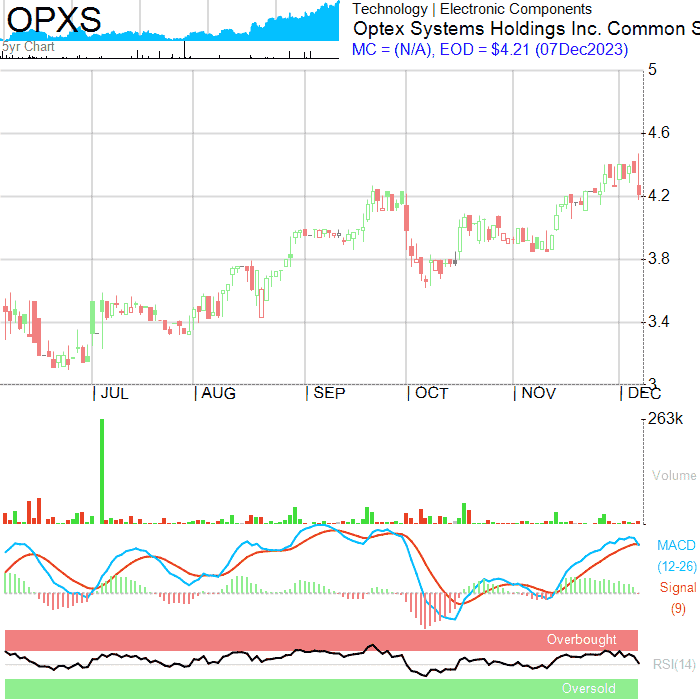 OPXS
5yr Chart
Technology | Electronic Components
Optex Systems Holdings Inc. Common S
MC = (N/A), EOD = $4.21 (07Dec2023)
5
4.6
4.2
3.8
3.4
3
JUL
AUG
SEP
OCT
NOV
DEC
263k
Volume
MACD
(12-26)
Signal
(9)
Overbought
RSI(14)
Oversold